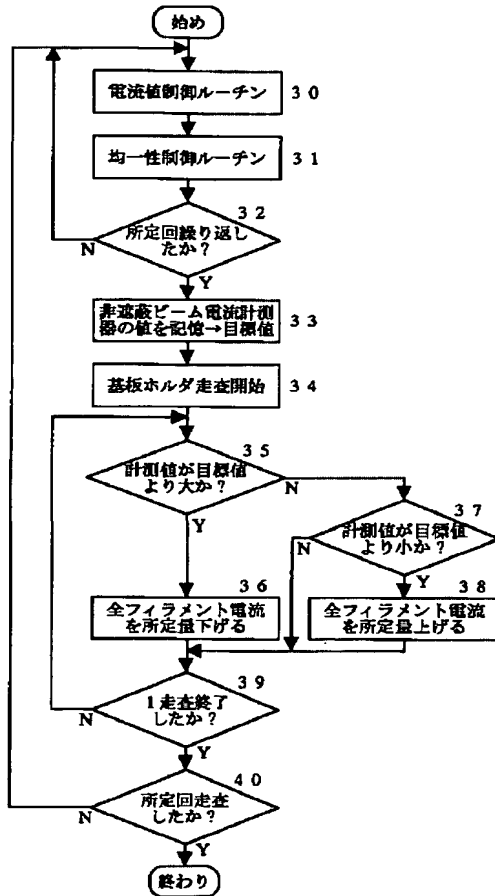 始め
電流値制御ルーチン
30
均一性制御ルーチン
31
32
所定回繰り返し
たか？
N
Y
非遮蔽ビーム電流計測
器の値を記憶→目標値
33
基板ホルダ走査開始
34
35
計測値が目標値
より大か？
N
Y
37
計測値が目標値
より小か？
N
Y
36
全フィラメント電流
を所定量下げる
38
全フィラメント電流
を所定量上げる
39
1走査終了
したか？
N
Y
40
所定回走査
したか？
N
Y
終わり